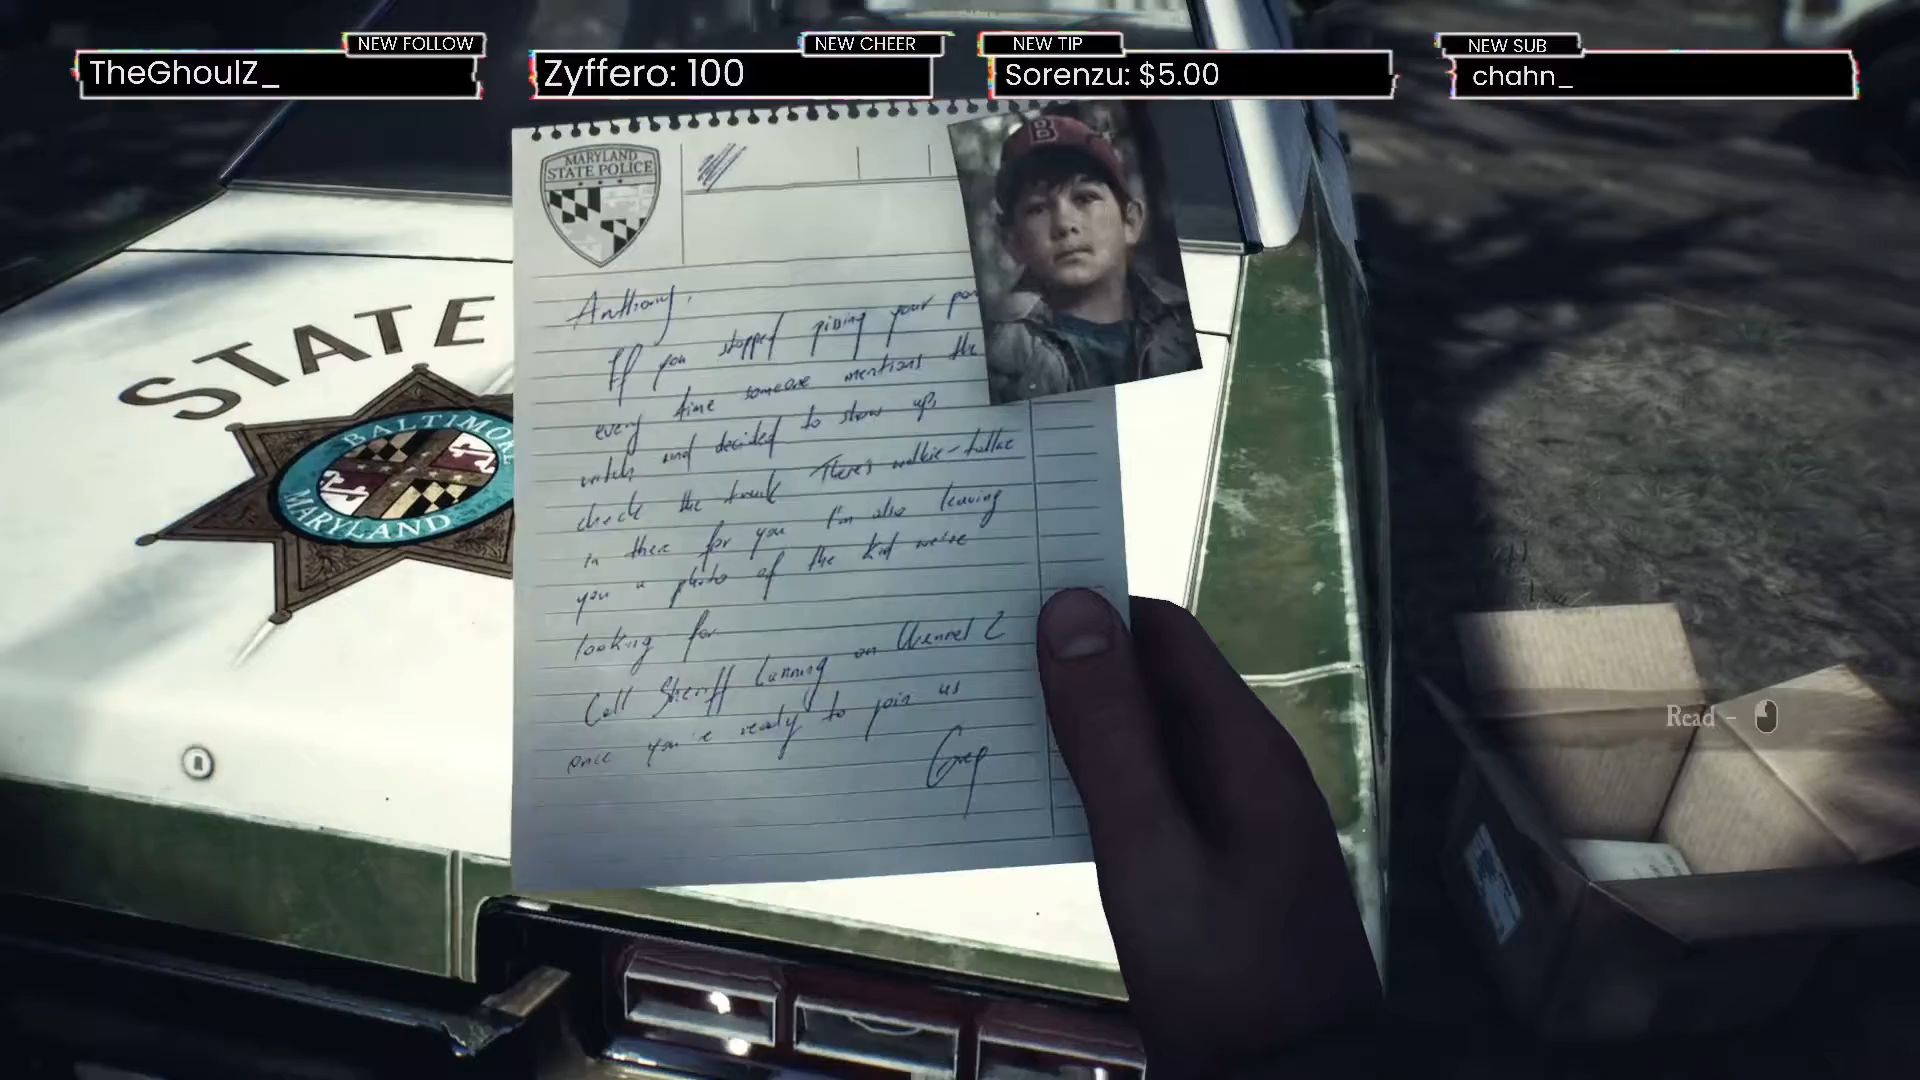 NEW FOLLOW
TheGhoulZ_
NEW CHEER
Zyffero: 100
NEW TIP
Sorenzu: $5.00
NEW SUB
chahn_
MARYLAND
STATE POLICE
B
Anthony,
If you stopped pissing your
every time someone mentions the
witch and decided to show up,
check the trunk There's walkie-talkie
in there for you I'm also leaving
you a photo of the kid we're
looking for
Call Sheriff Lanning on Channel 2
once you're ready to join us
Greg
STATE
BALTIMORE
MARYLAND
Read -